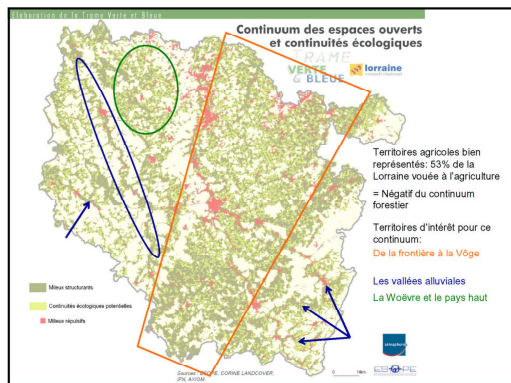 Elaboration de la Trame Verte et Bleue
Continuum des espaces ouverts
et continuités écologiques
TRAME
VERTE
& BLEUE
lorraine
Territoires agricoles bien
représentés: 53% de la
Lorraine vouée à l'agriculture
= Négatif du continuum
forestier
Territoires d'intérêt pour ce
continuum:
De la frontière à la Vôge
Les vallées alluviales
La Woëvre et le pays haut
Milieux structurants
Continuités écologiques potentielles
Milieux répulsifs
Sources : 
CORINE LANDCOVER,
IFN, AXIOM.